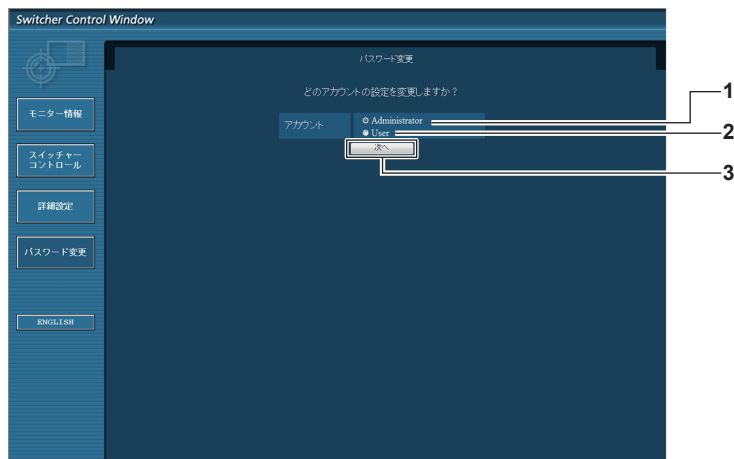 Switcher Control Window
パスワード変更
どのアカウントの設定を変更しますか？
アカウント
Administrator
User
次へ
モニター情報
スイッチャー
コントロール
詳細設定
パスワード変更
ENGLISH
1
2
3